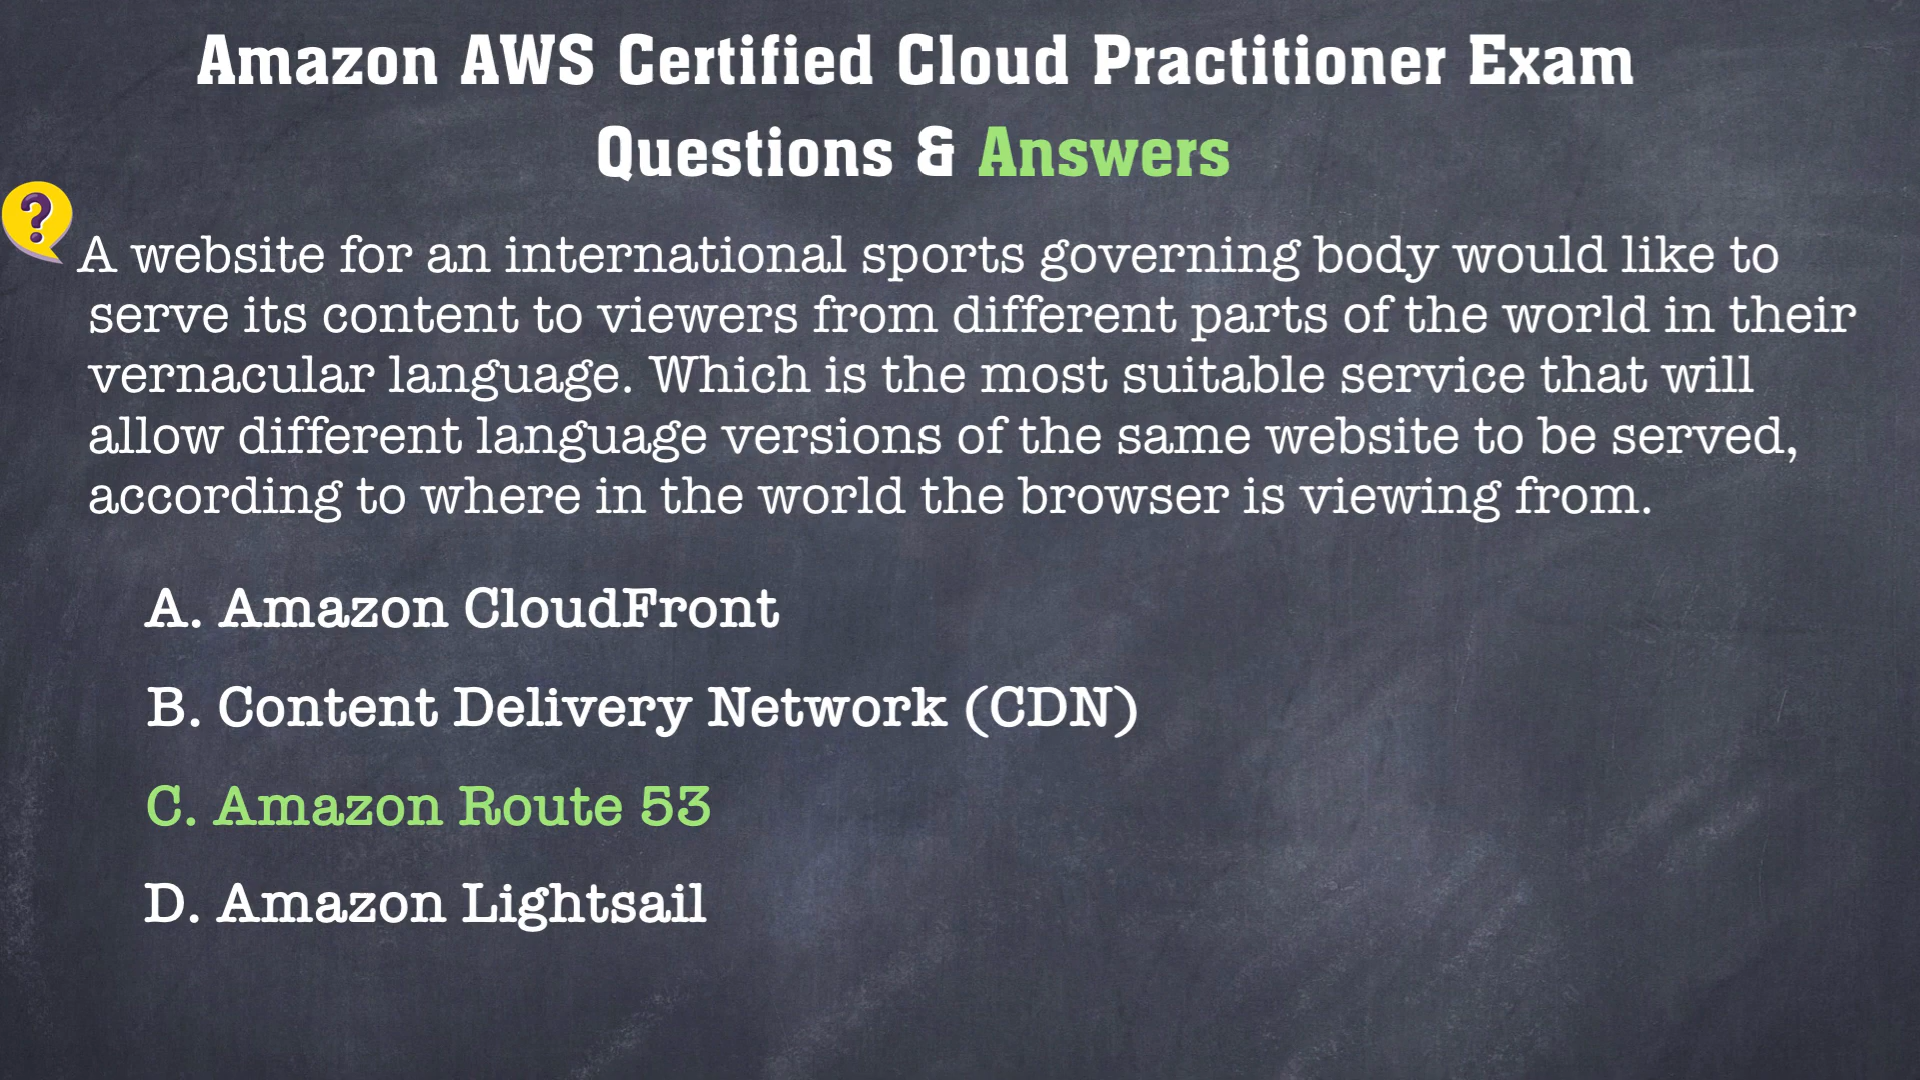 Amazon AWS Certified Cloud Practitioner Exam
Questions & Answers
?
A website for an international sports governing body would like to
serve its content to viewers from different parts of the world in their
vernacular language. Which is the most suitable service that will
allow different language versions of the same website to be served,
according to where in the world the browser is viewing from.
A. Amazon CloudFront
B. Content Delivery Network (CDN)
C. Amazon Route 53
D. Amazon Lightsail